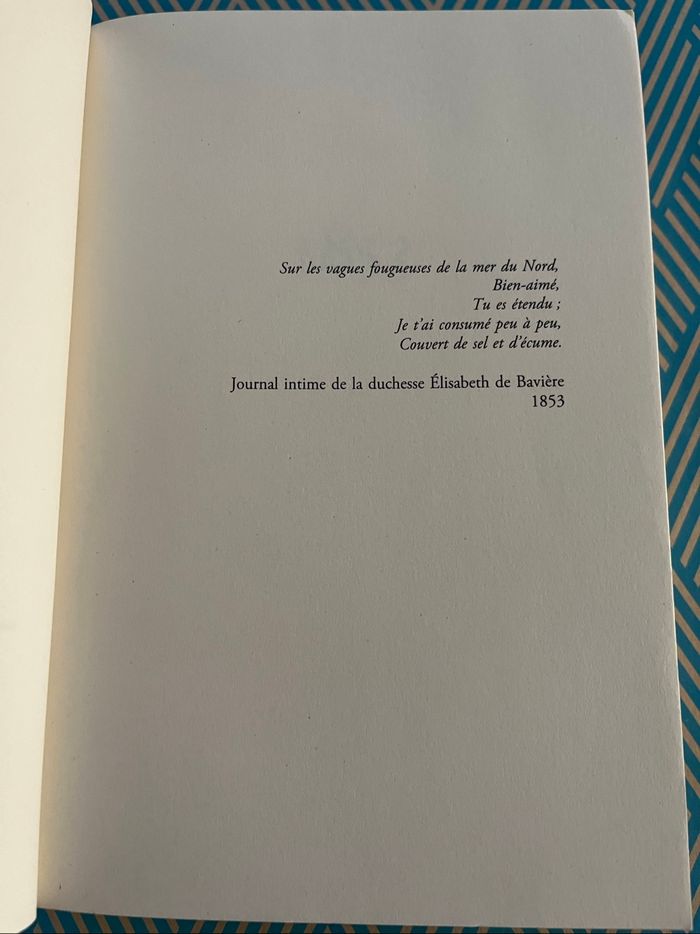 Sur les vagues fougueuses de la mer du Nord,
Bien-aimé,
Tu es étendu ;
Je t'ai consumé peu à peu,
Couvert de sel et d'écume.
Journal intime de la duchesse Élisabeth de Bavière
1853